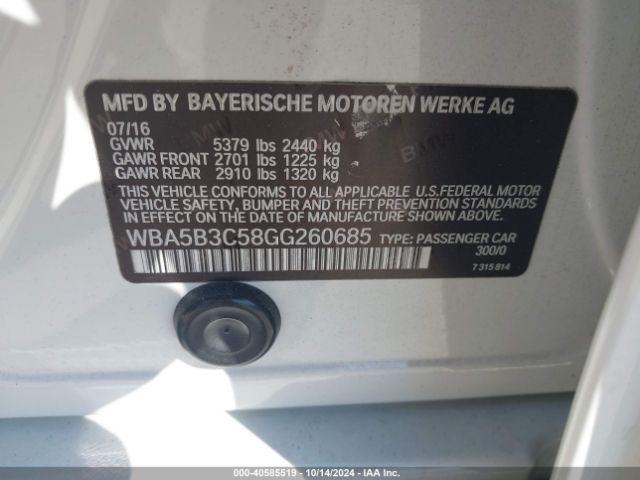 MFD BY BAYERISCHE MOTOREN WERKE AG
07/16
GVWR 5379 lbs 2440 kg
GAWR FRONT 2701 lbs 1225 kg
GAWR REAR 2910 lbs 1320 kg
THIS VEHICLE CONFORMS TO ALL APPLICABLE U.S.FEDERAL MOTOR
VEHICLE SAFETY, BUMPER AND THEFT PREVENTION STANDARDS
IN EFFECT ON THE DATE OF MANUFACTURE SHOWN ABOVE.
WBA5B3C58GG260685 TYPE: PASSENGER CAR
300/0
7 315 814
000-40585519 - 10/14/2024 - IAA Inc.